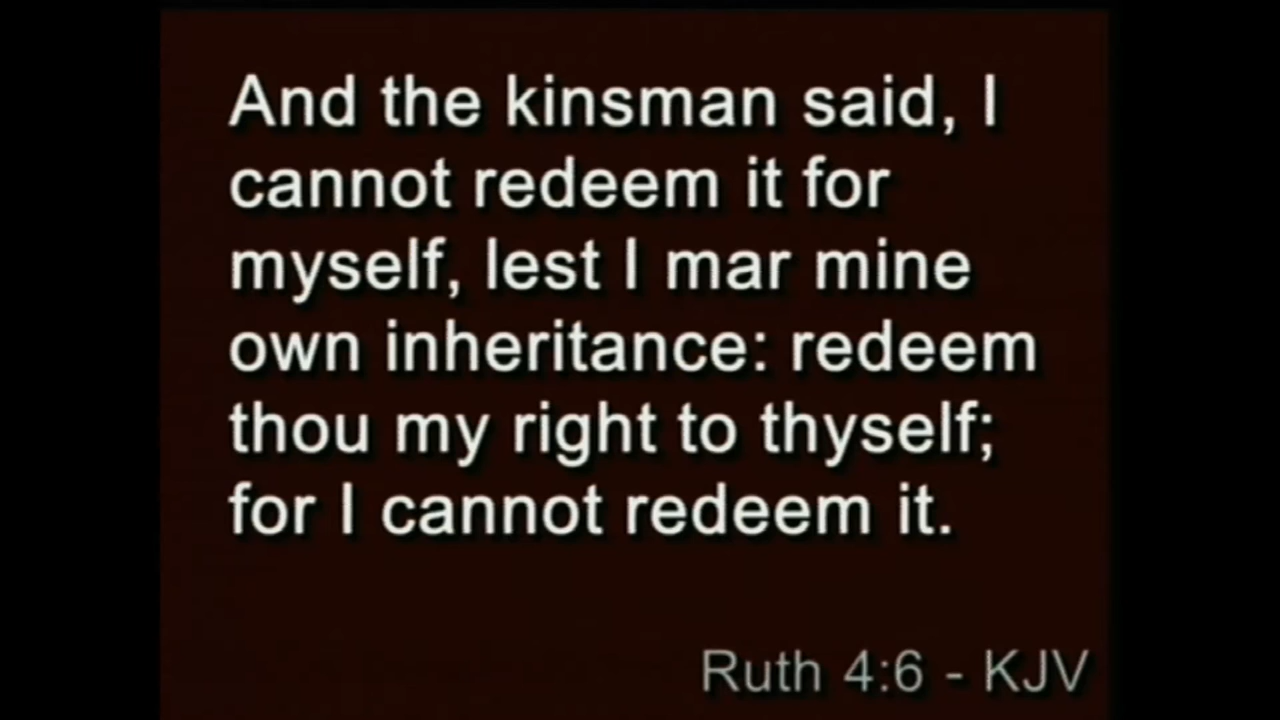 And the kinsman said, I
cannot redeem it for
myself, lest I mar mine
own inheritance: redeem
thou my right to thyself;
for I cannot redeem it.
Ruth 4:6 - KJV